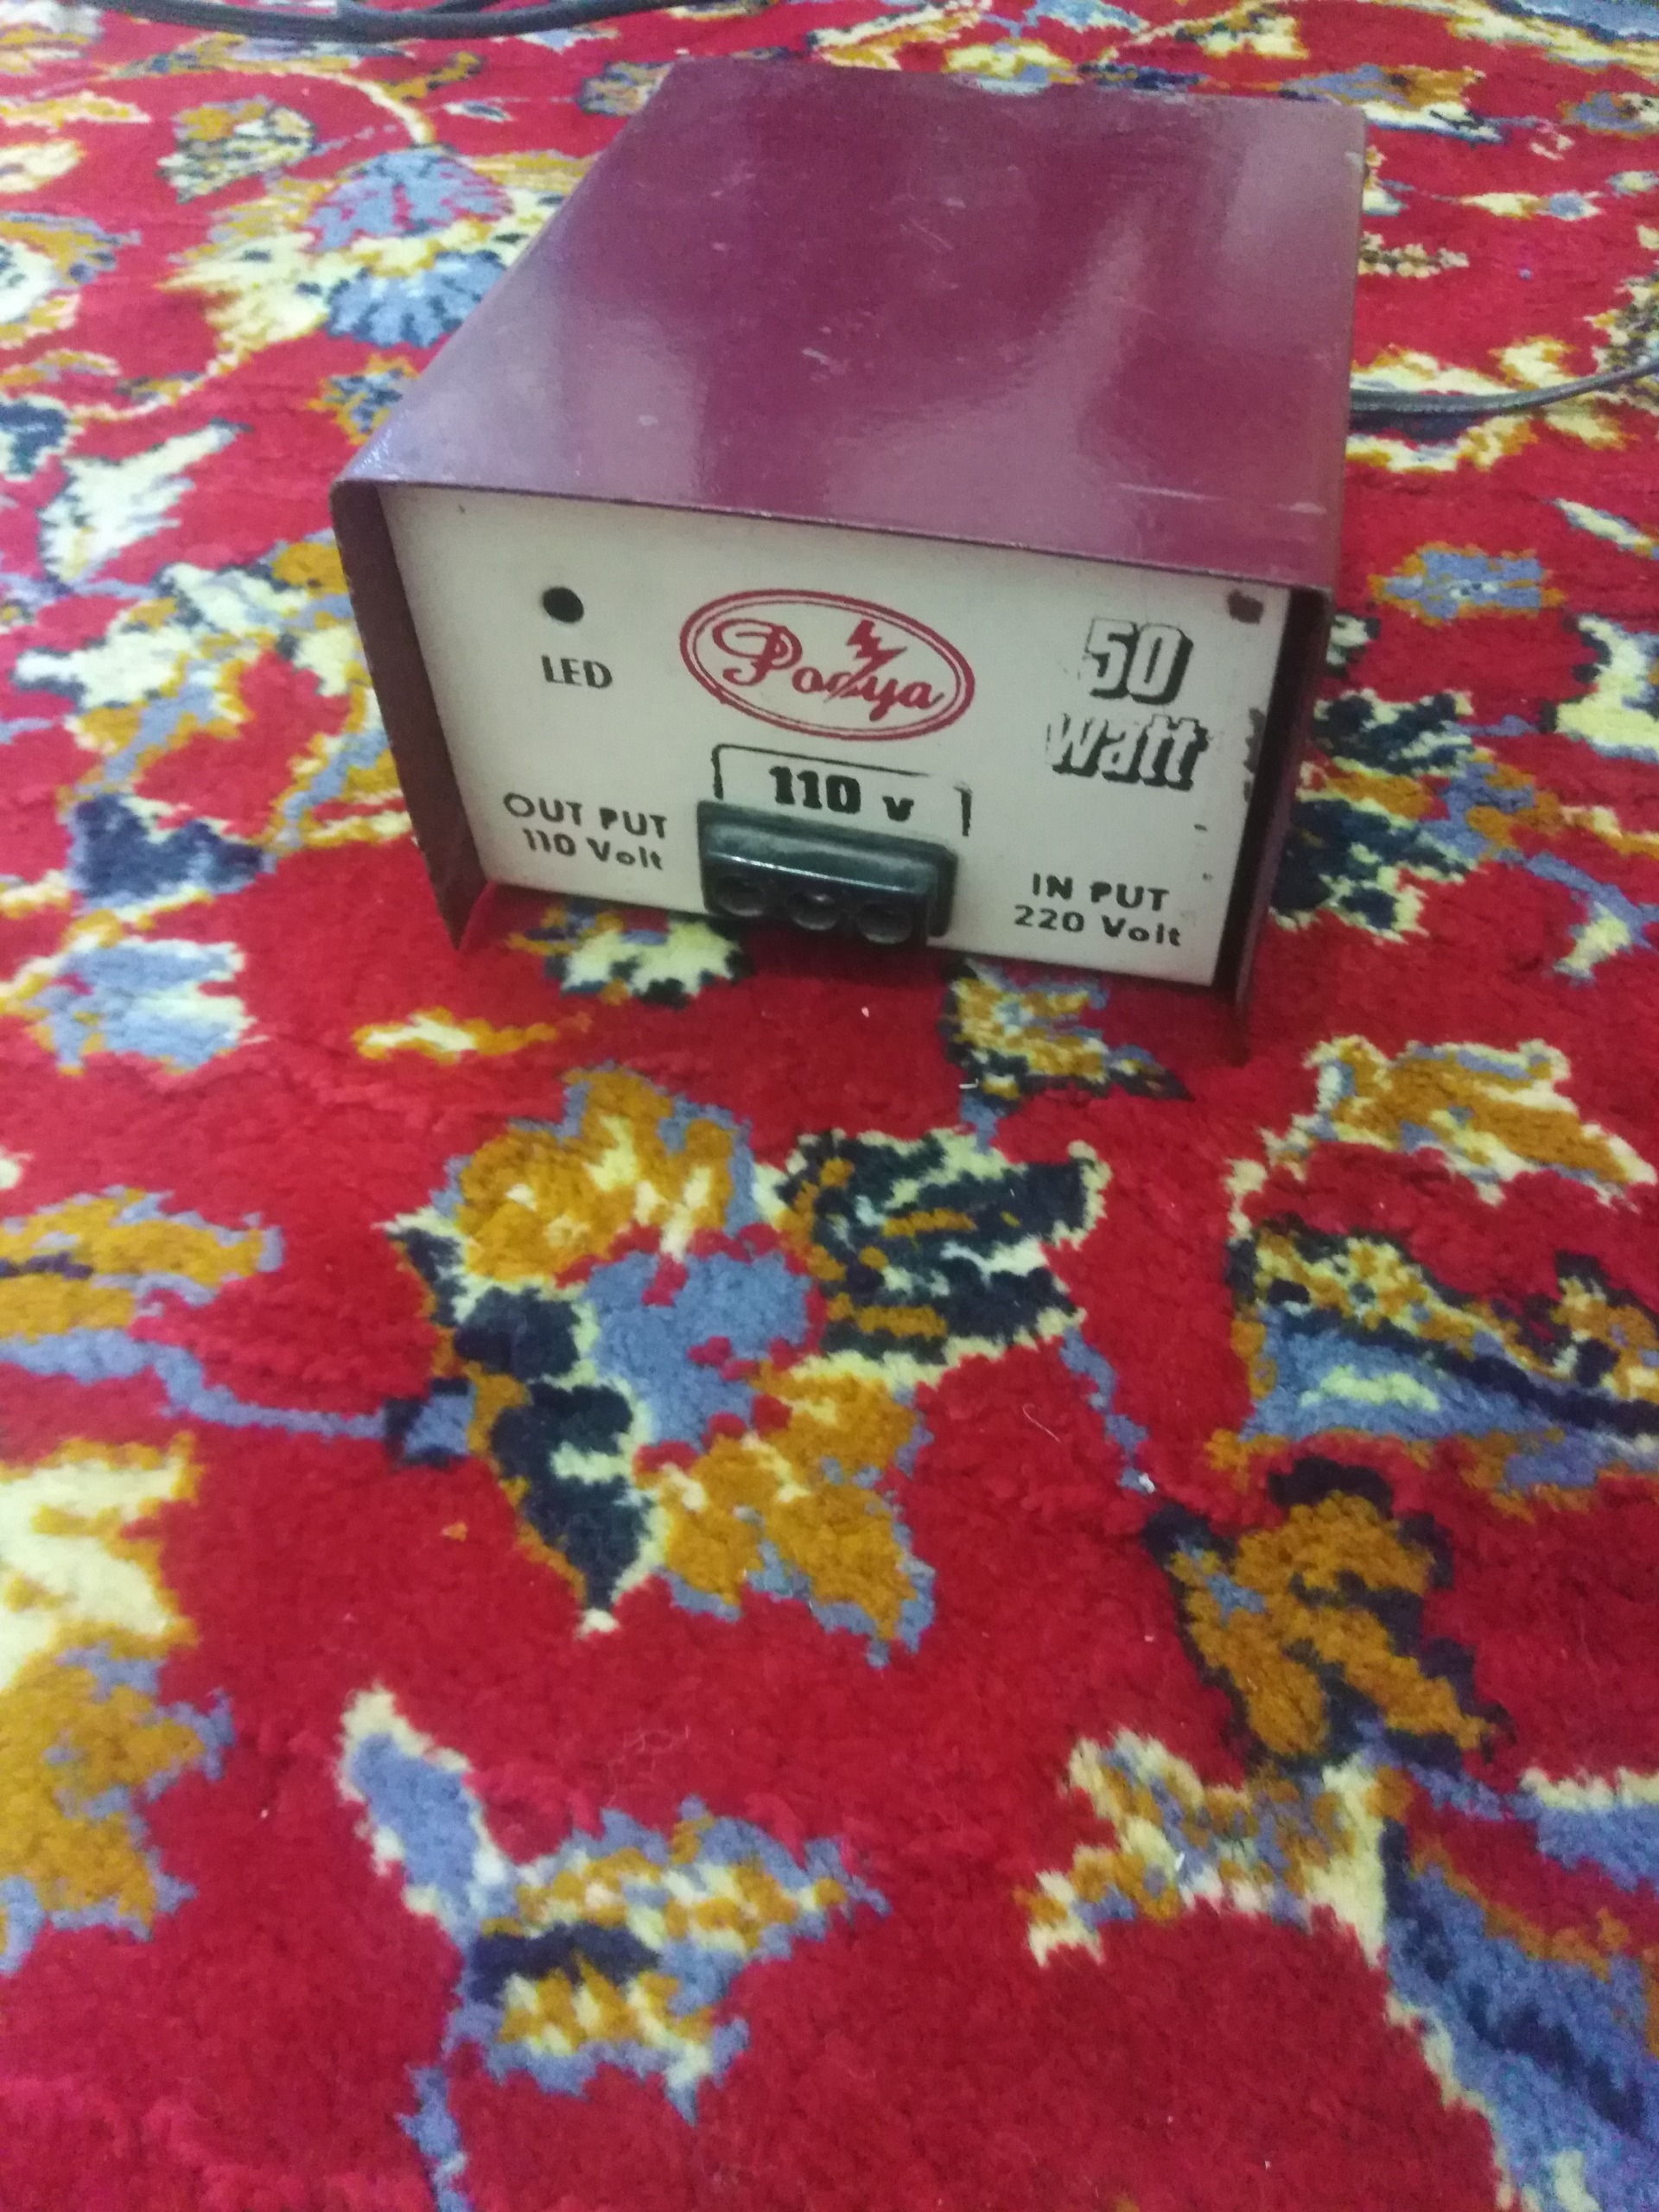 LED
Pooya
50
watt
110 v
OUT PUT
110 Volt
IN PUT
220 Volt